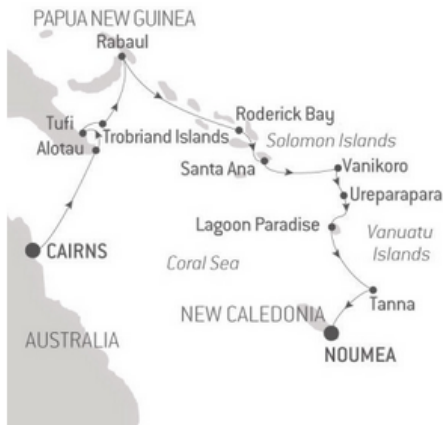 PAPUA NEW GUINEA
Rabaul
Tufi
Trobriand Islands
Alotau
Roderick Bay
Solomon Islands
Santa Ana
Vanikoro
Ureparapara
Lagoon Paradise
Vanuatu
Islands
CAIRNS
Coral Sea
Tanna
NEW CALEDONIA
AUSTRALIA
NOUMEA